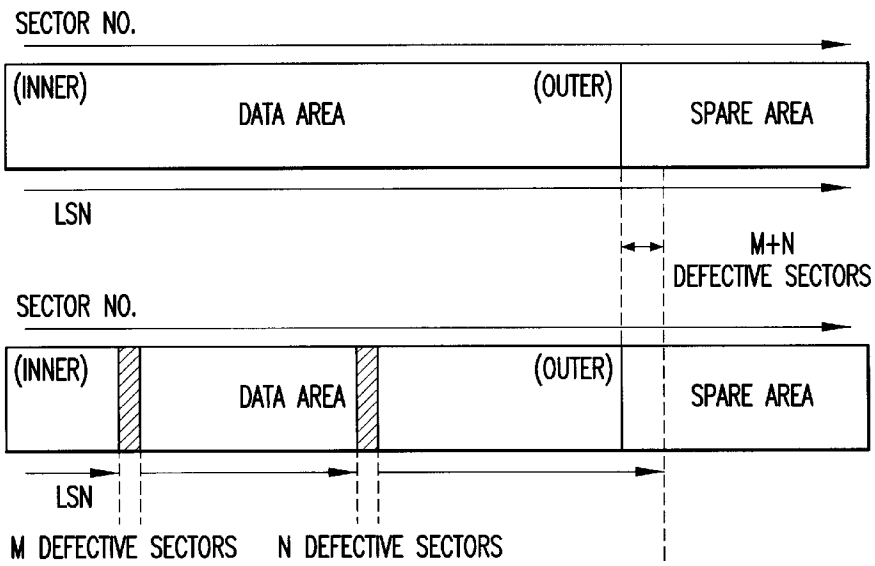 SECTOR NO.
(INNER) DATA AREA (OUTER) SPARE AREA
LSN
M+N
DEFECTIVE SECTORS
SECTOR NO.
(INNER) DATA AREA (OUTER) SPARE AREA
LSN
M DEFECTIVE SECTORS N DEFECTIVE SECTORS